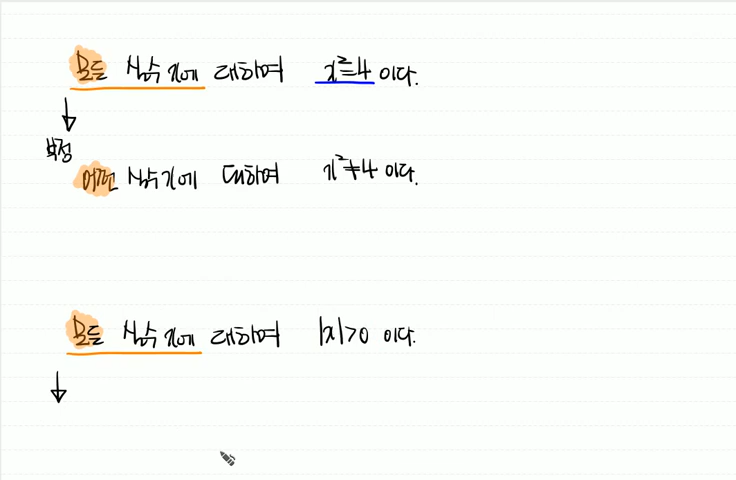 모든 실수 x에 대하여 x²=4 이다.
↓
부정
어떤 실수 x에 대하여 x²≠4 이다.
모든 실수 x에 대하여 |x|>0 이다.
↓